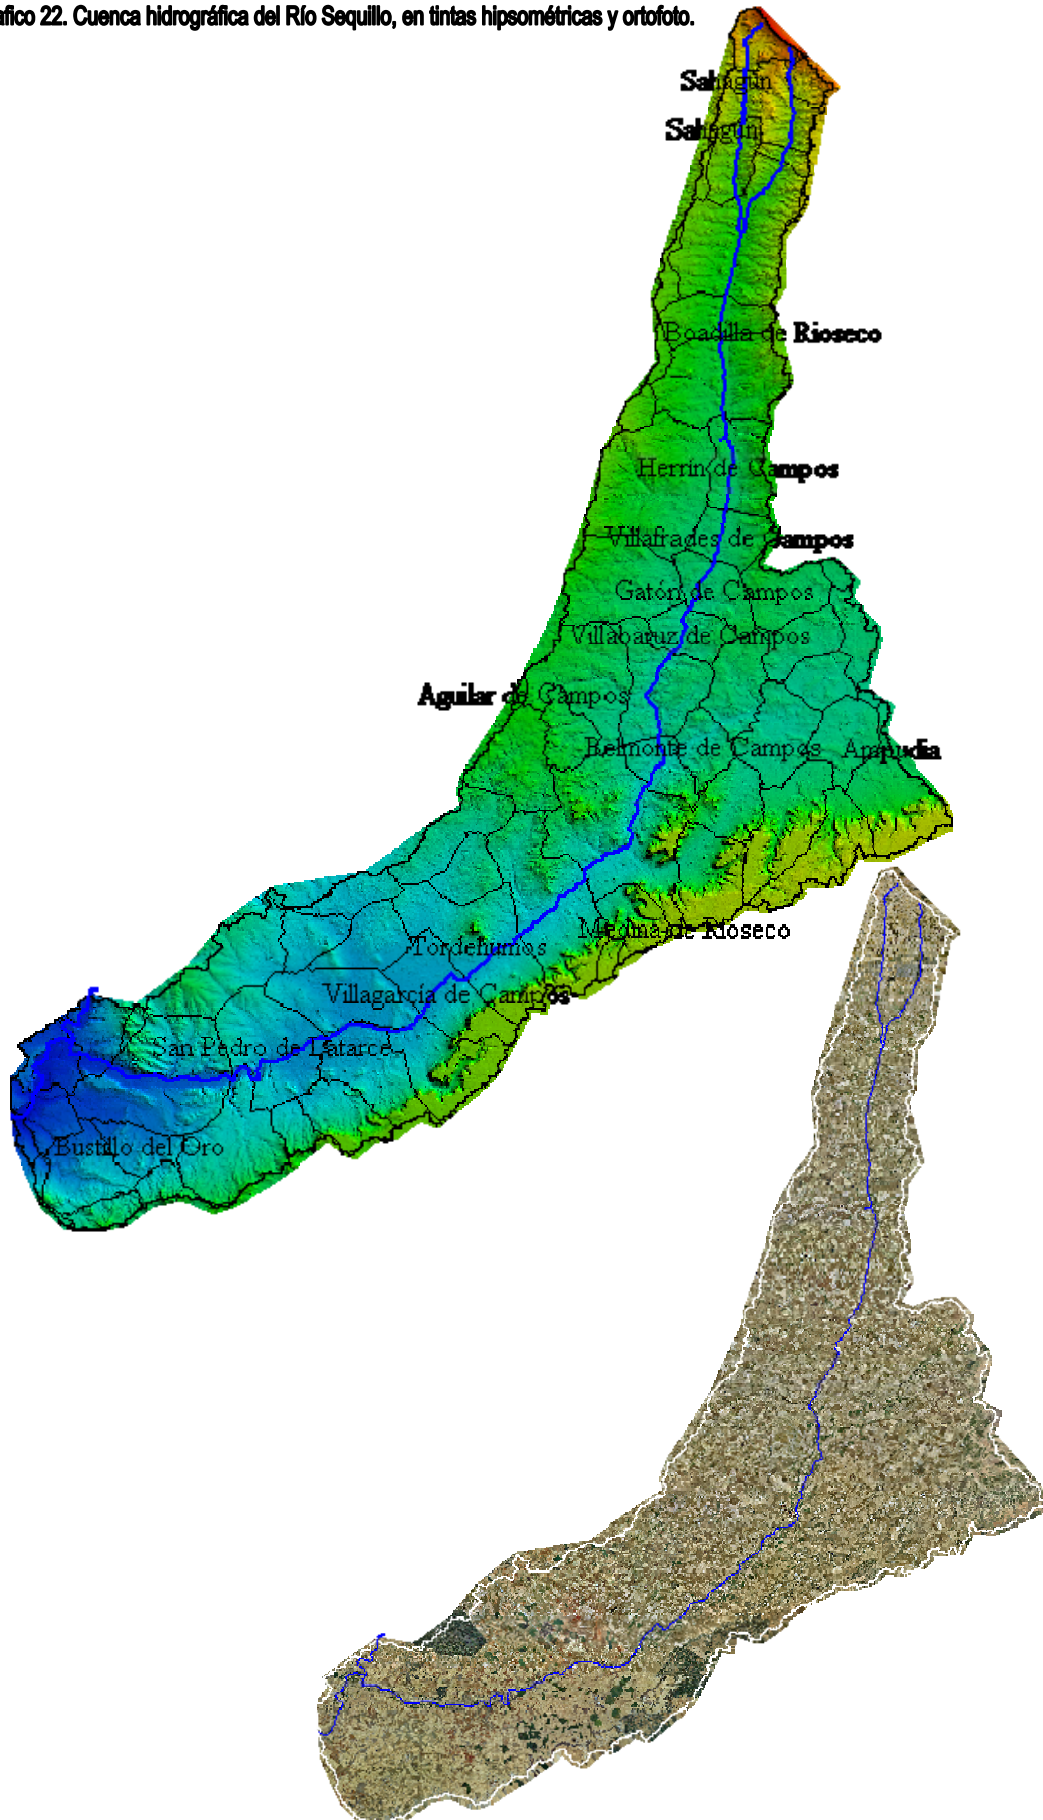 afico 22. Cuenca hidrográfica del Río Sequillo, en tintas hipsométricas y ortofoto.
Sahagún
Sahagún
Boadilla de Rioseco
Herrín de Campos
Villafrades de Campos
Gatón de Campos
Villabaruz de Campos
Aguilar de Campos
Belmonte de Campos
Ampudia
Medina de Rioseco
Tordehumos
Villagarcía de Campos
San Pedro de Latarce
Bustillo del Oro